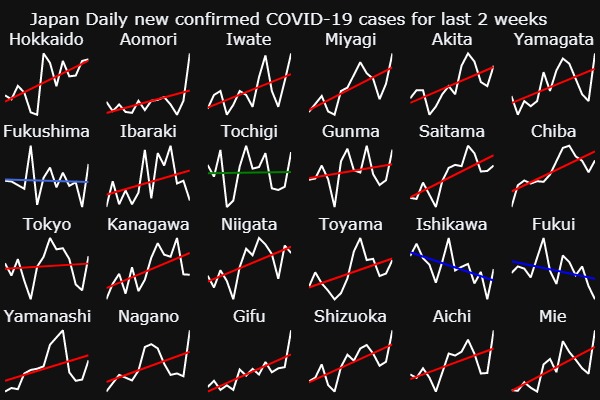 Japan Daily new confirmed COVID-19 cases for last 2 weeks
Hokkaido Aomori Iwate Miyagi Akita Yamagata
Fukushima Ibaraki Tochigi Gunma Saitama Chiba
Tokyo Kanagawa Niigata Toyama Ishikawa Fukui
Yamanashi Nagano Gifu Shizuoka Aichi Mie